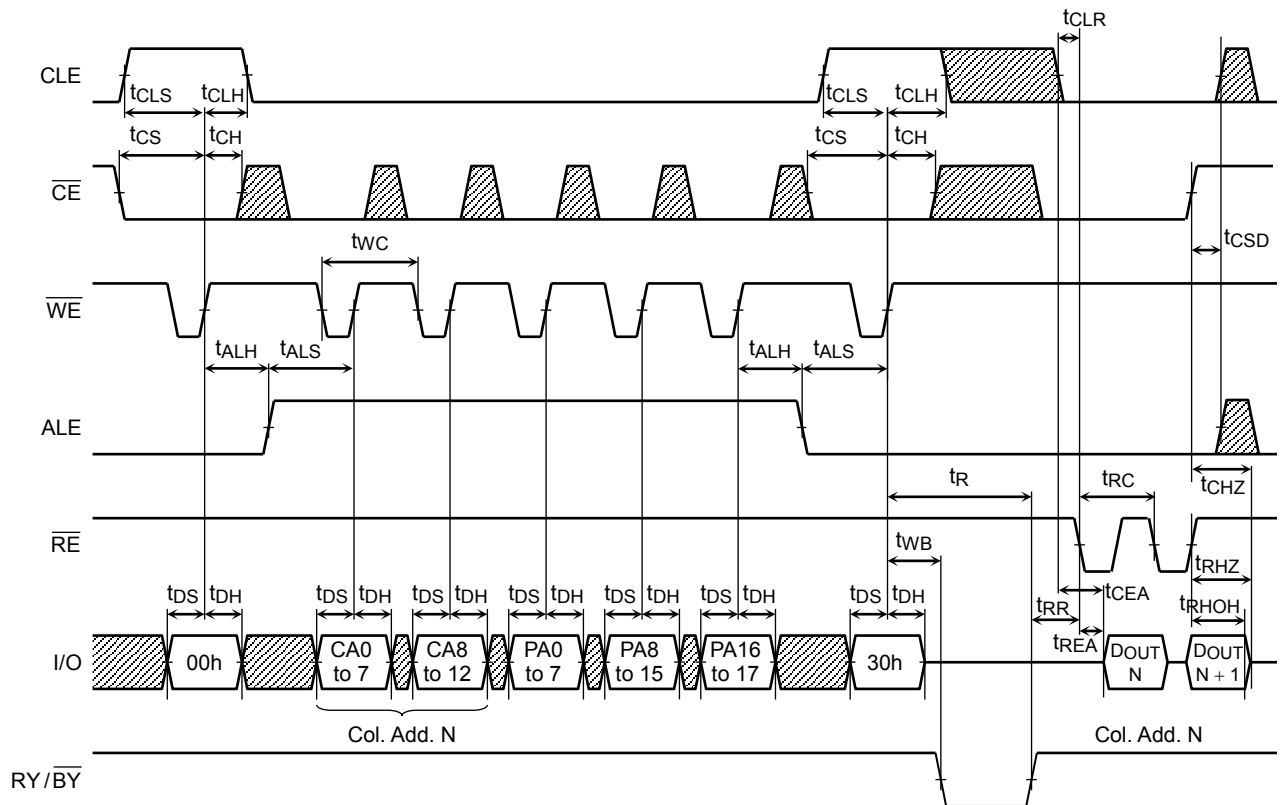 tCLR
CLE
tCLS tCLH tCLS tCLH
tCS tCH tCS tCH
CE
tCSD
tWC
WE
tALH tALS tALH tALS
ALE
tR tRC tCHZ
RE
tWB
tRHZ
tDS tDH tDS tDH tDS tDH tDS tDH tDS tDH tDS tDH tDS tDH tCEA
tRR tRHOH
tREA
I/O
00h
CA0
to 7
CA8
to 12
PA0
to 7
PA8
to 15
PA16
to 17
30h
DOUT
N
DOUT
N + 1
Col. Add. N Col. Add. N
RY/BY